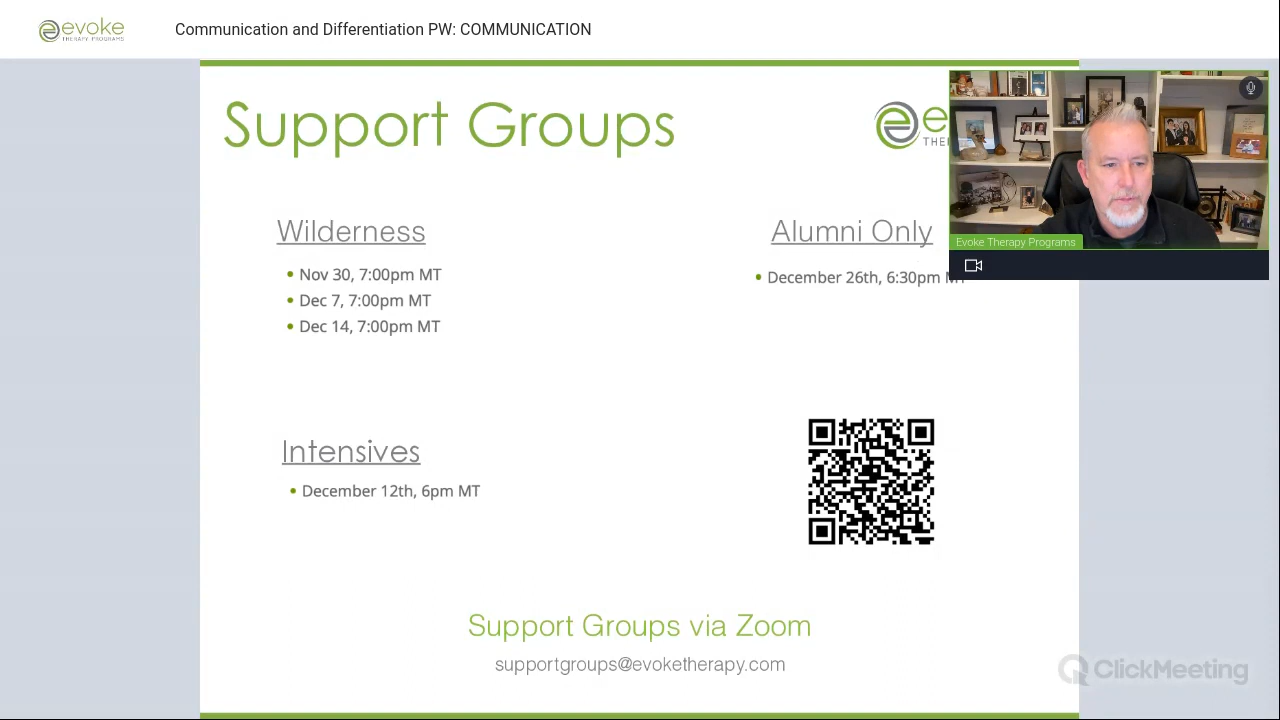 evoke
THERAPY PROGRAMS
Communication and Differentiation PW: COMMUNICATION
Support Groups
Evoke Therapy Programs
Wilderness
• Nov 30, 7:00pm MT
• Dec 7, 7:00pm MT
• Dec 14, 7:00pm MT
Alumni Only
• December 26th, 6:30pm
Intensives
• December 12th, 6pm MT
Support Groups via Zoom
supportgroups@evoketherapy.com
ClickMeeting